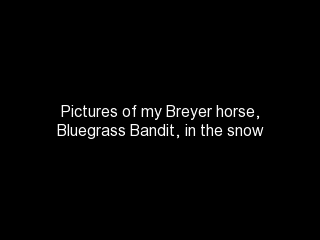 Pictures of my Breyer horse,
Bluegrass Bandit, in the snow